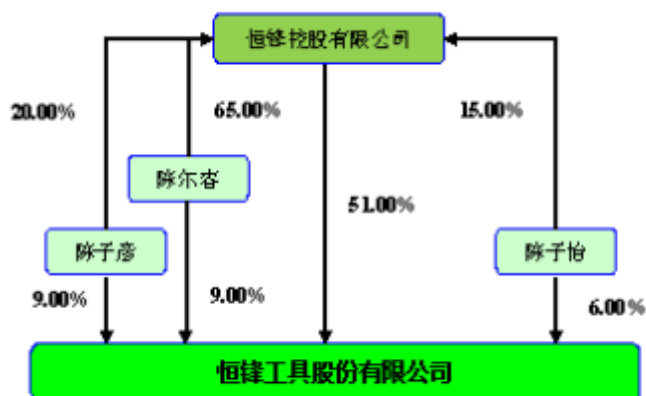 恒锋控股有限公司
20.00%
65.00%
15.00%
陈尔容
51.00%
陈子彦
陈子怡
9.00%
9.00%
6.00%
恒锋工具股份有限公司